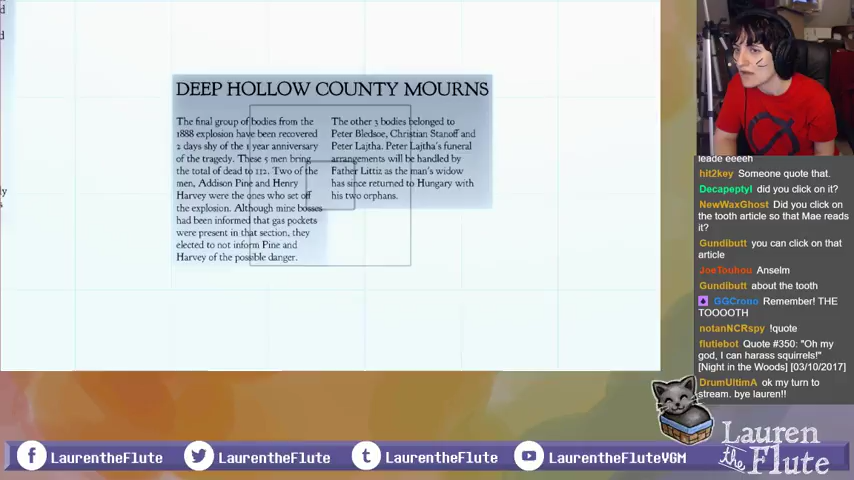 d
d
y
s
DEEP HOLLOW COUNTY MOURNS
The final group of bodies from the
1888 explosion have been recovered
2 days shy of the 1 year anniversary
of the tragedy. These 5 men bring
the total of dead to 112. Two of the
men, Addison Pine and Henry
Harvey were the ones who set off
the explosion. Although mine bosses
had been informed that gas pockets
were present in that section, they
elected to not inform Pine and
Harvey of the possible danger.
The other 3 bodies belonged to
Peter Bledsoe, Christian Stanoff and
Peter Lajtha. Peter Lajtha's funeral
arrangements will be handled by
Father Littiz as the man's widow
has since returned to Hungary with
his two orphans.
leade eeeeh
hit2key Someone quote that.
Decapeptyl did you click on it?
NewWaxGhost Did you click on
the tooth article so that Mae reads
it?
Gundibutt you can click on that
article
JoeTouhou Anselm
Gundibutt about the tooth
GGCrono Remember! THE
TOOOOTH
notanNCRspy !quote
flutiebot Quote #350: "Oh my
god, I can harass squirrels!"
[Night in the Woods] [03/10/2017]
DrumUltimA ok my turn to
stream. bye lauren!!
LaurentheFlute
LaurentheFlute
LaurentheFlute
LaurentheFluteVGM
Lauren
the Flute